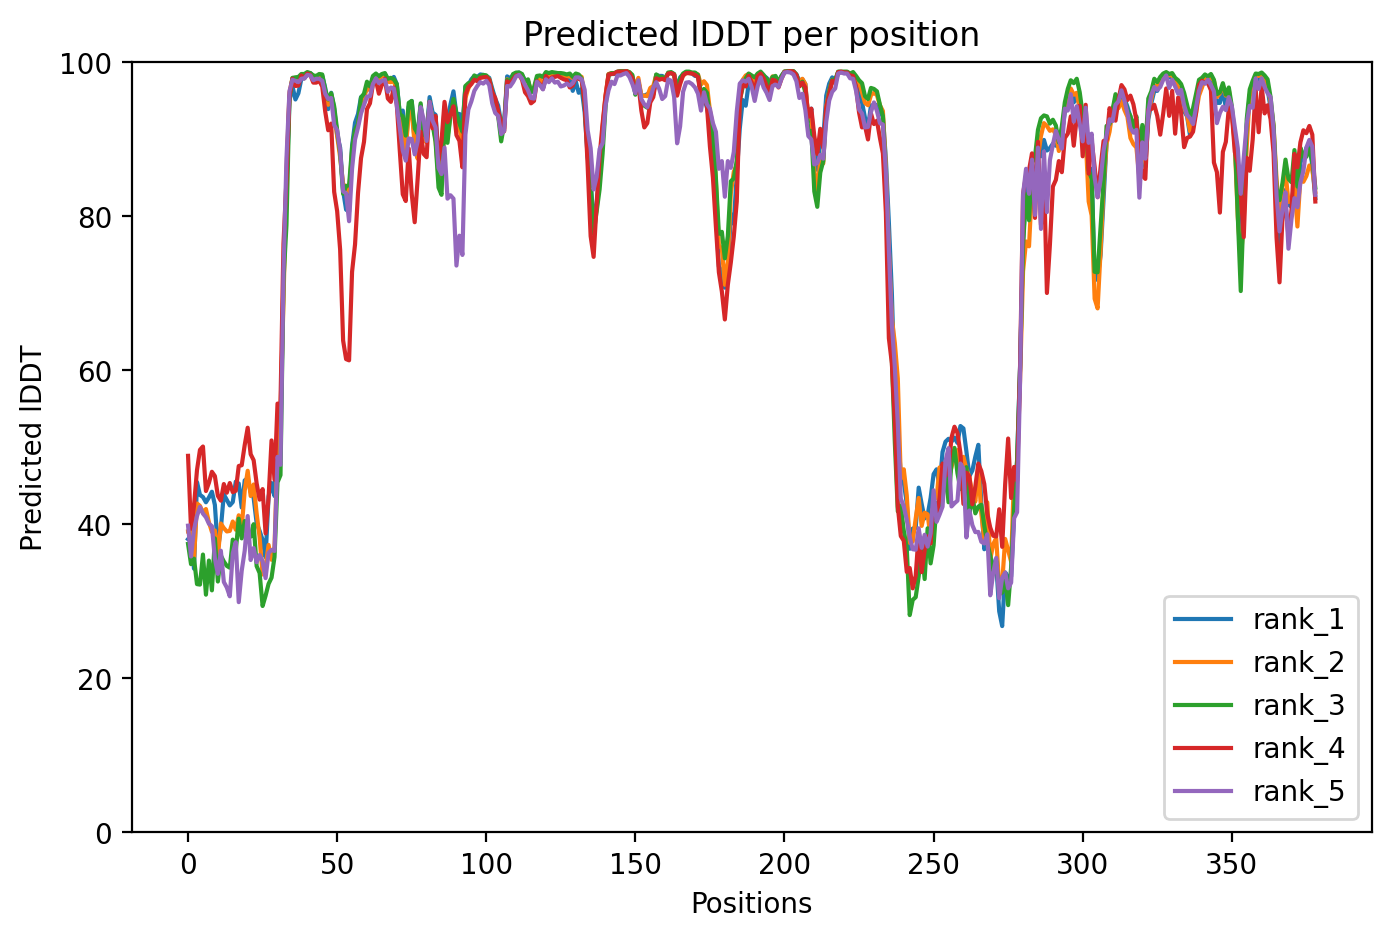 Predicted lDDT per position
Predicted lDDT
100
80
60
40
20
0
0 50 100 150 200 250 300 350
Positions
rank_1
rank_2
rank_3
rank_4
rank_5